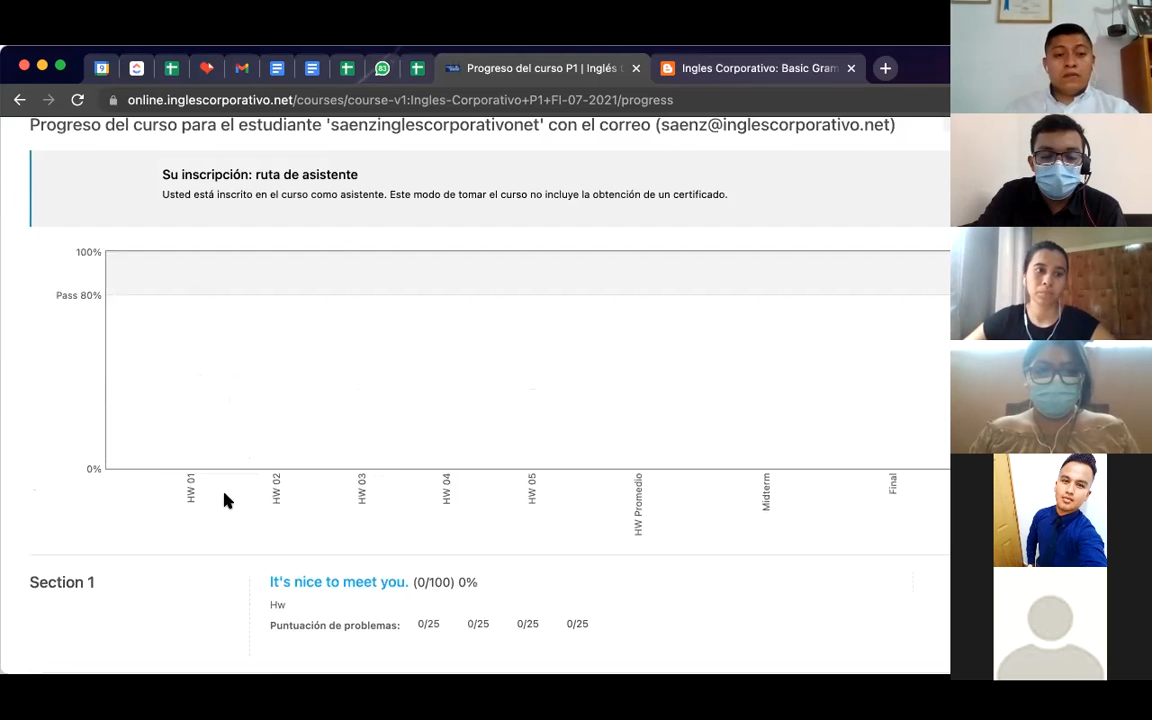 9
83
Progreso del curso P1 | Inglés
Ingles Corporativo: Basic Gram
online.inglescorporativo.net/courses/course-v1:Ingles-Corporativo+P1+FI-07-2021/progress
Progreso del curso para el estudiante 'saenzinglescorporativonet' con el correo (saenz@inglescorporativo.net)
Su inscripción: ruta de asistente
Usted está inscrito en el curso como asistente. Este modo de tomar el curso no incluye la obtención de un certificado.
100%
Pass 80%
0%
HW 01
HW 02
HW 03
HW 04
HW 05
HW Promedio
Midterm
Final
Section 1
It's nice to meet you. (0/100) 0%
Hw
Puntuación de problemas: 0/25 0/25 0/25 0/25